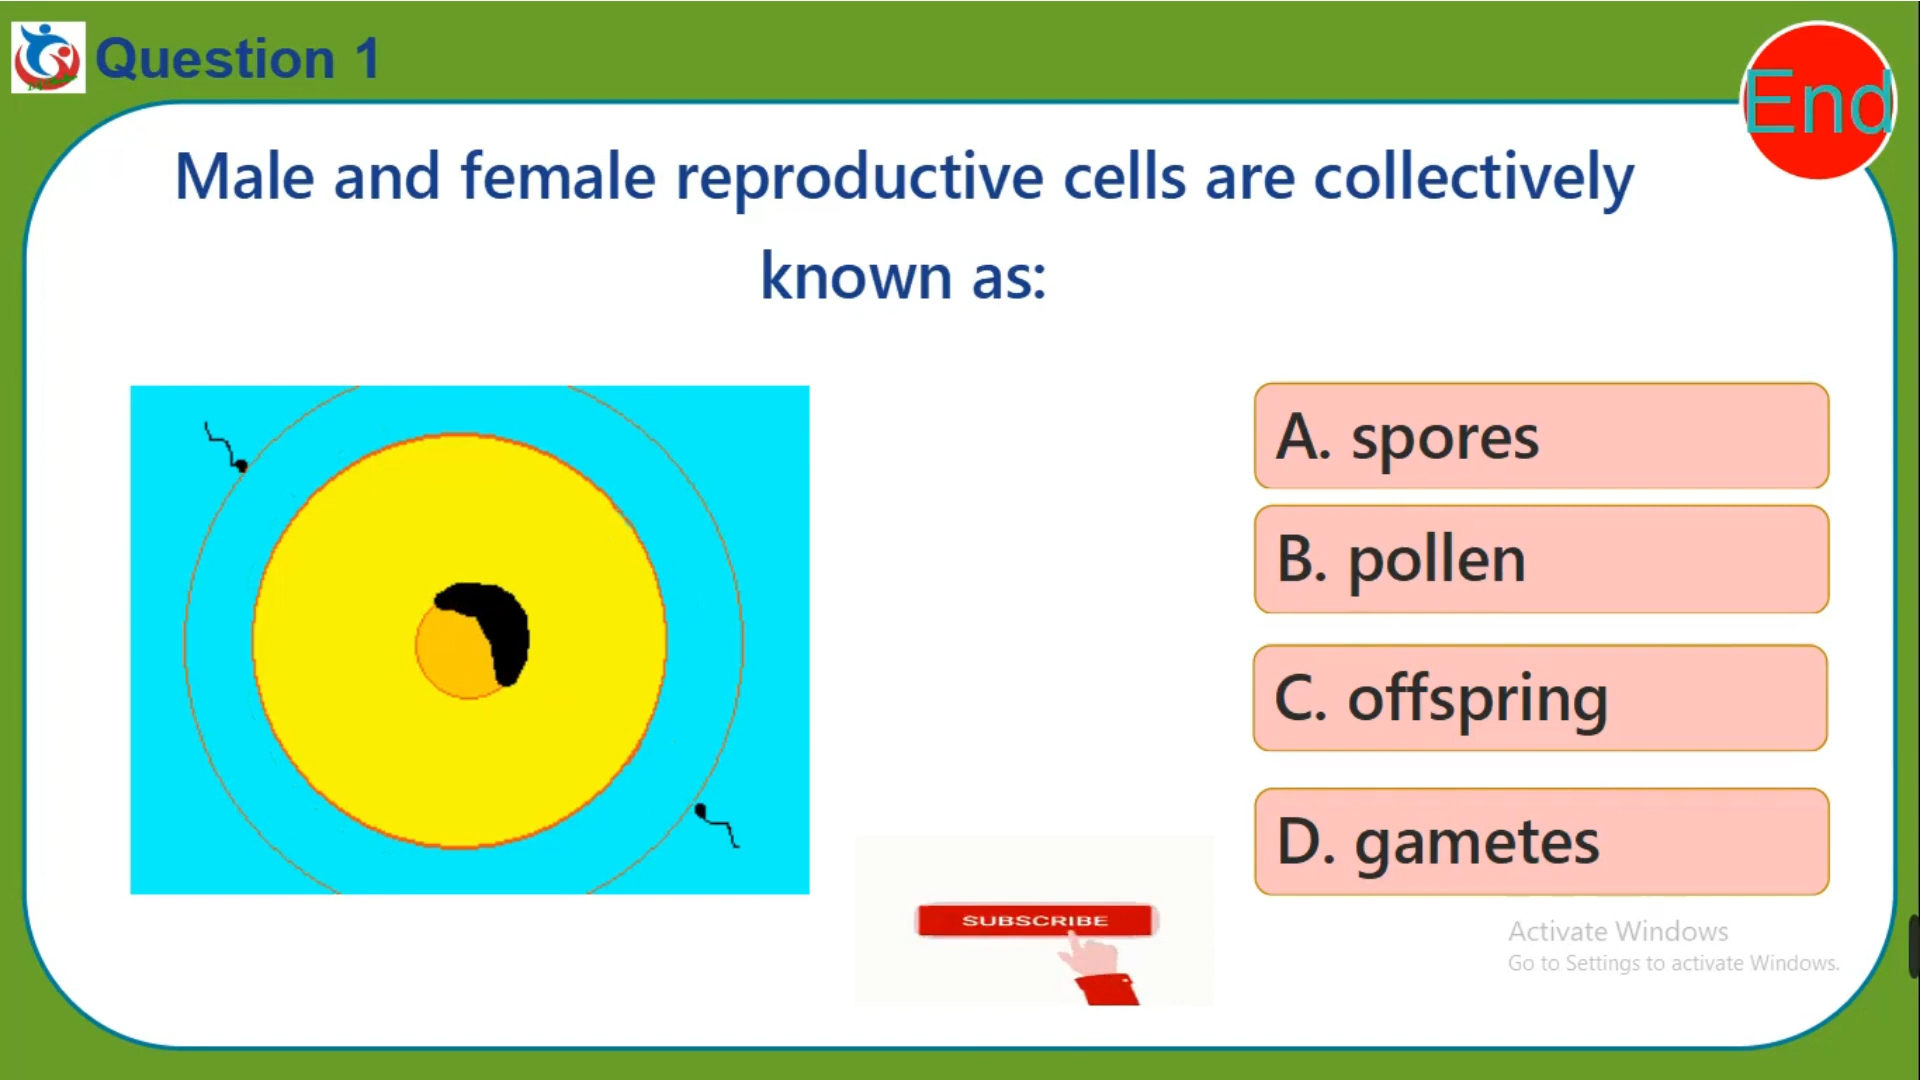 Question 1
End
Male and female reproductive cells are collectively
known as:
A. spores
B. pollen
C. offspring
D. gametes
SUBSCRIBE
Activate Windows
Go to Settings to activate Windows.